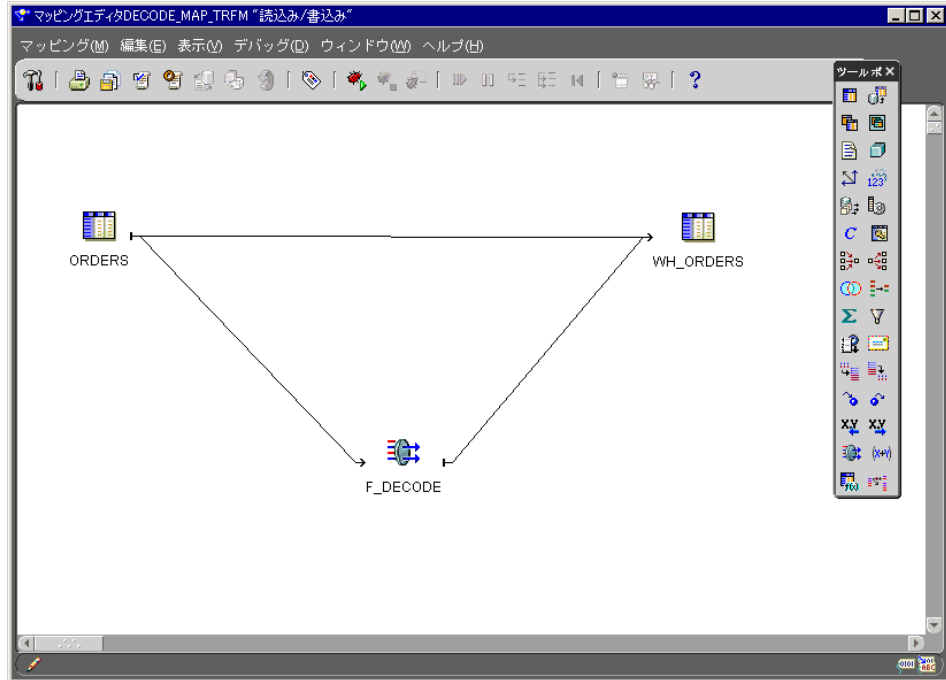 マッピングエディタDECODE_MAP_TRFM "読込み/書込み"
マッピング(M) 編集(E) 表示(V) デバッグ(D) ウィンドウ(W) ヘルプ(H)
ツールボ
123
C
Σ
X,Y X,Y
(X+Y)
f(x)
ORDERS
WH_ORDERS
F_DECODE
0101
ABC